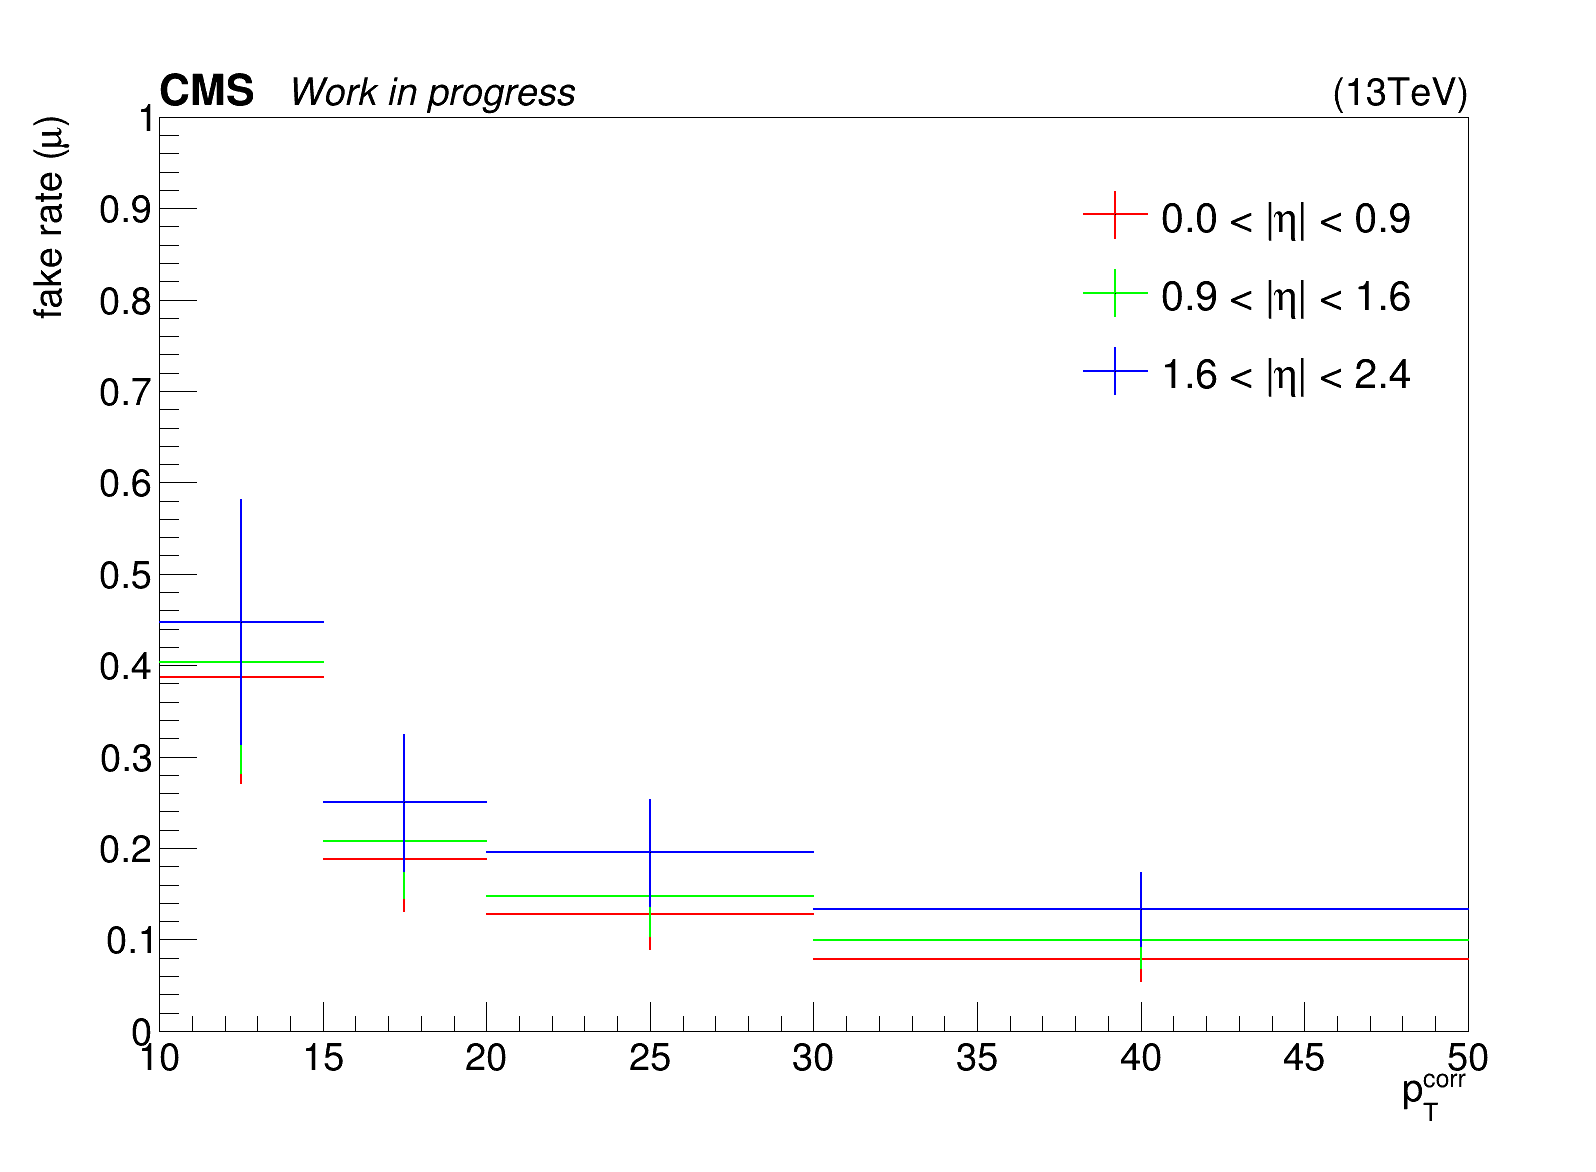 CMS Work in progress (13TeV)
fake rate (μ)
1
0.9
0.8
0.7
0.6
0.5
0.4
0.3
0.2
0.1
0
0.0 < |η| < 0.9
0.9 < |η| < 1.6
1.6 < |η| < 2.4
10 15 20 25 30 35 40 45 50
p_T^corr